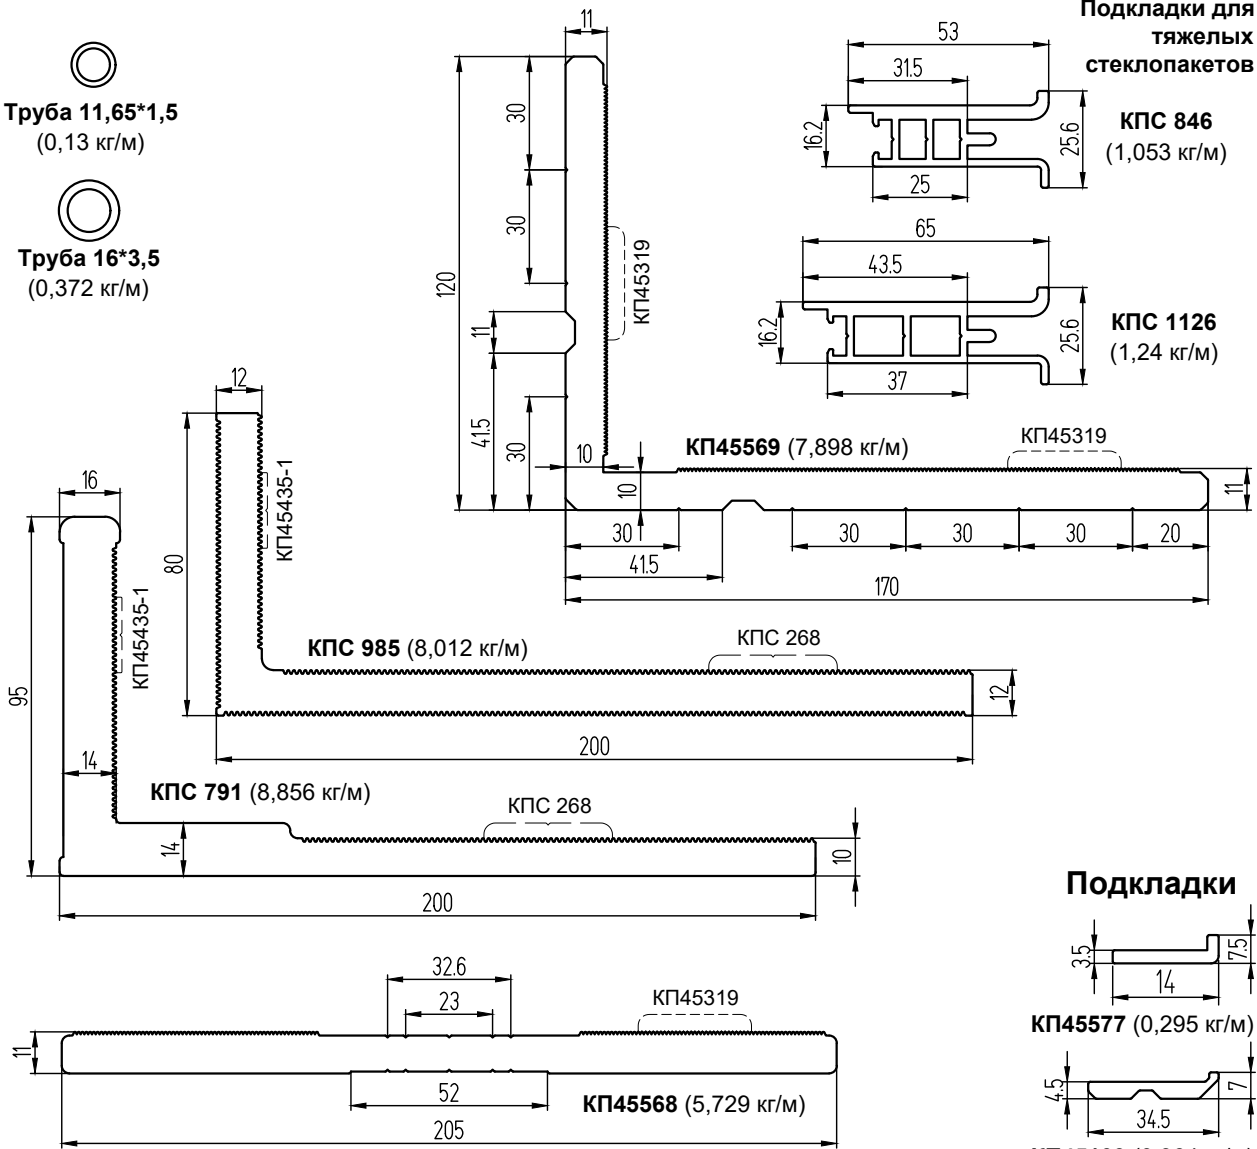 Подкладки для
тяжелых
стеклопакетов
Труба 11,65*1,5
(0,13 кг/м)
Труба 16*3,5
(0,372 кг/м)
11
120
30
30
11
41.5
30
10
КП45319
КП45569 (7,898 кг/м)
КП45319
10
11
30
30
30
30
20
41.5
170
53
31.5
16.2
25
25.6
КПС 846
(1,053 кг/м)
65
43.5
16.2
37
25.6
КПС 1126
(1,24 кг/м)
12
80
КП45435-1
КПС 985 (8,012 кг/м)
КПС 268
12
200
16
95
КП45435-1
14
КПС 791 (8,856 кг/м)
КПС 268
14
10
200
32.6
23
КП45319
11
52
КП45568 (5,729 кг/м)
205
Подкладки
3.5
7.5
14
КП45577 (0,295 кг/м)
4.5
7
34.5